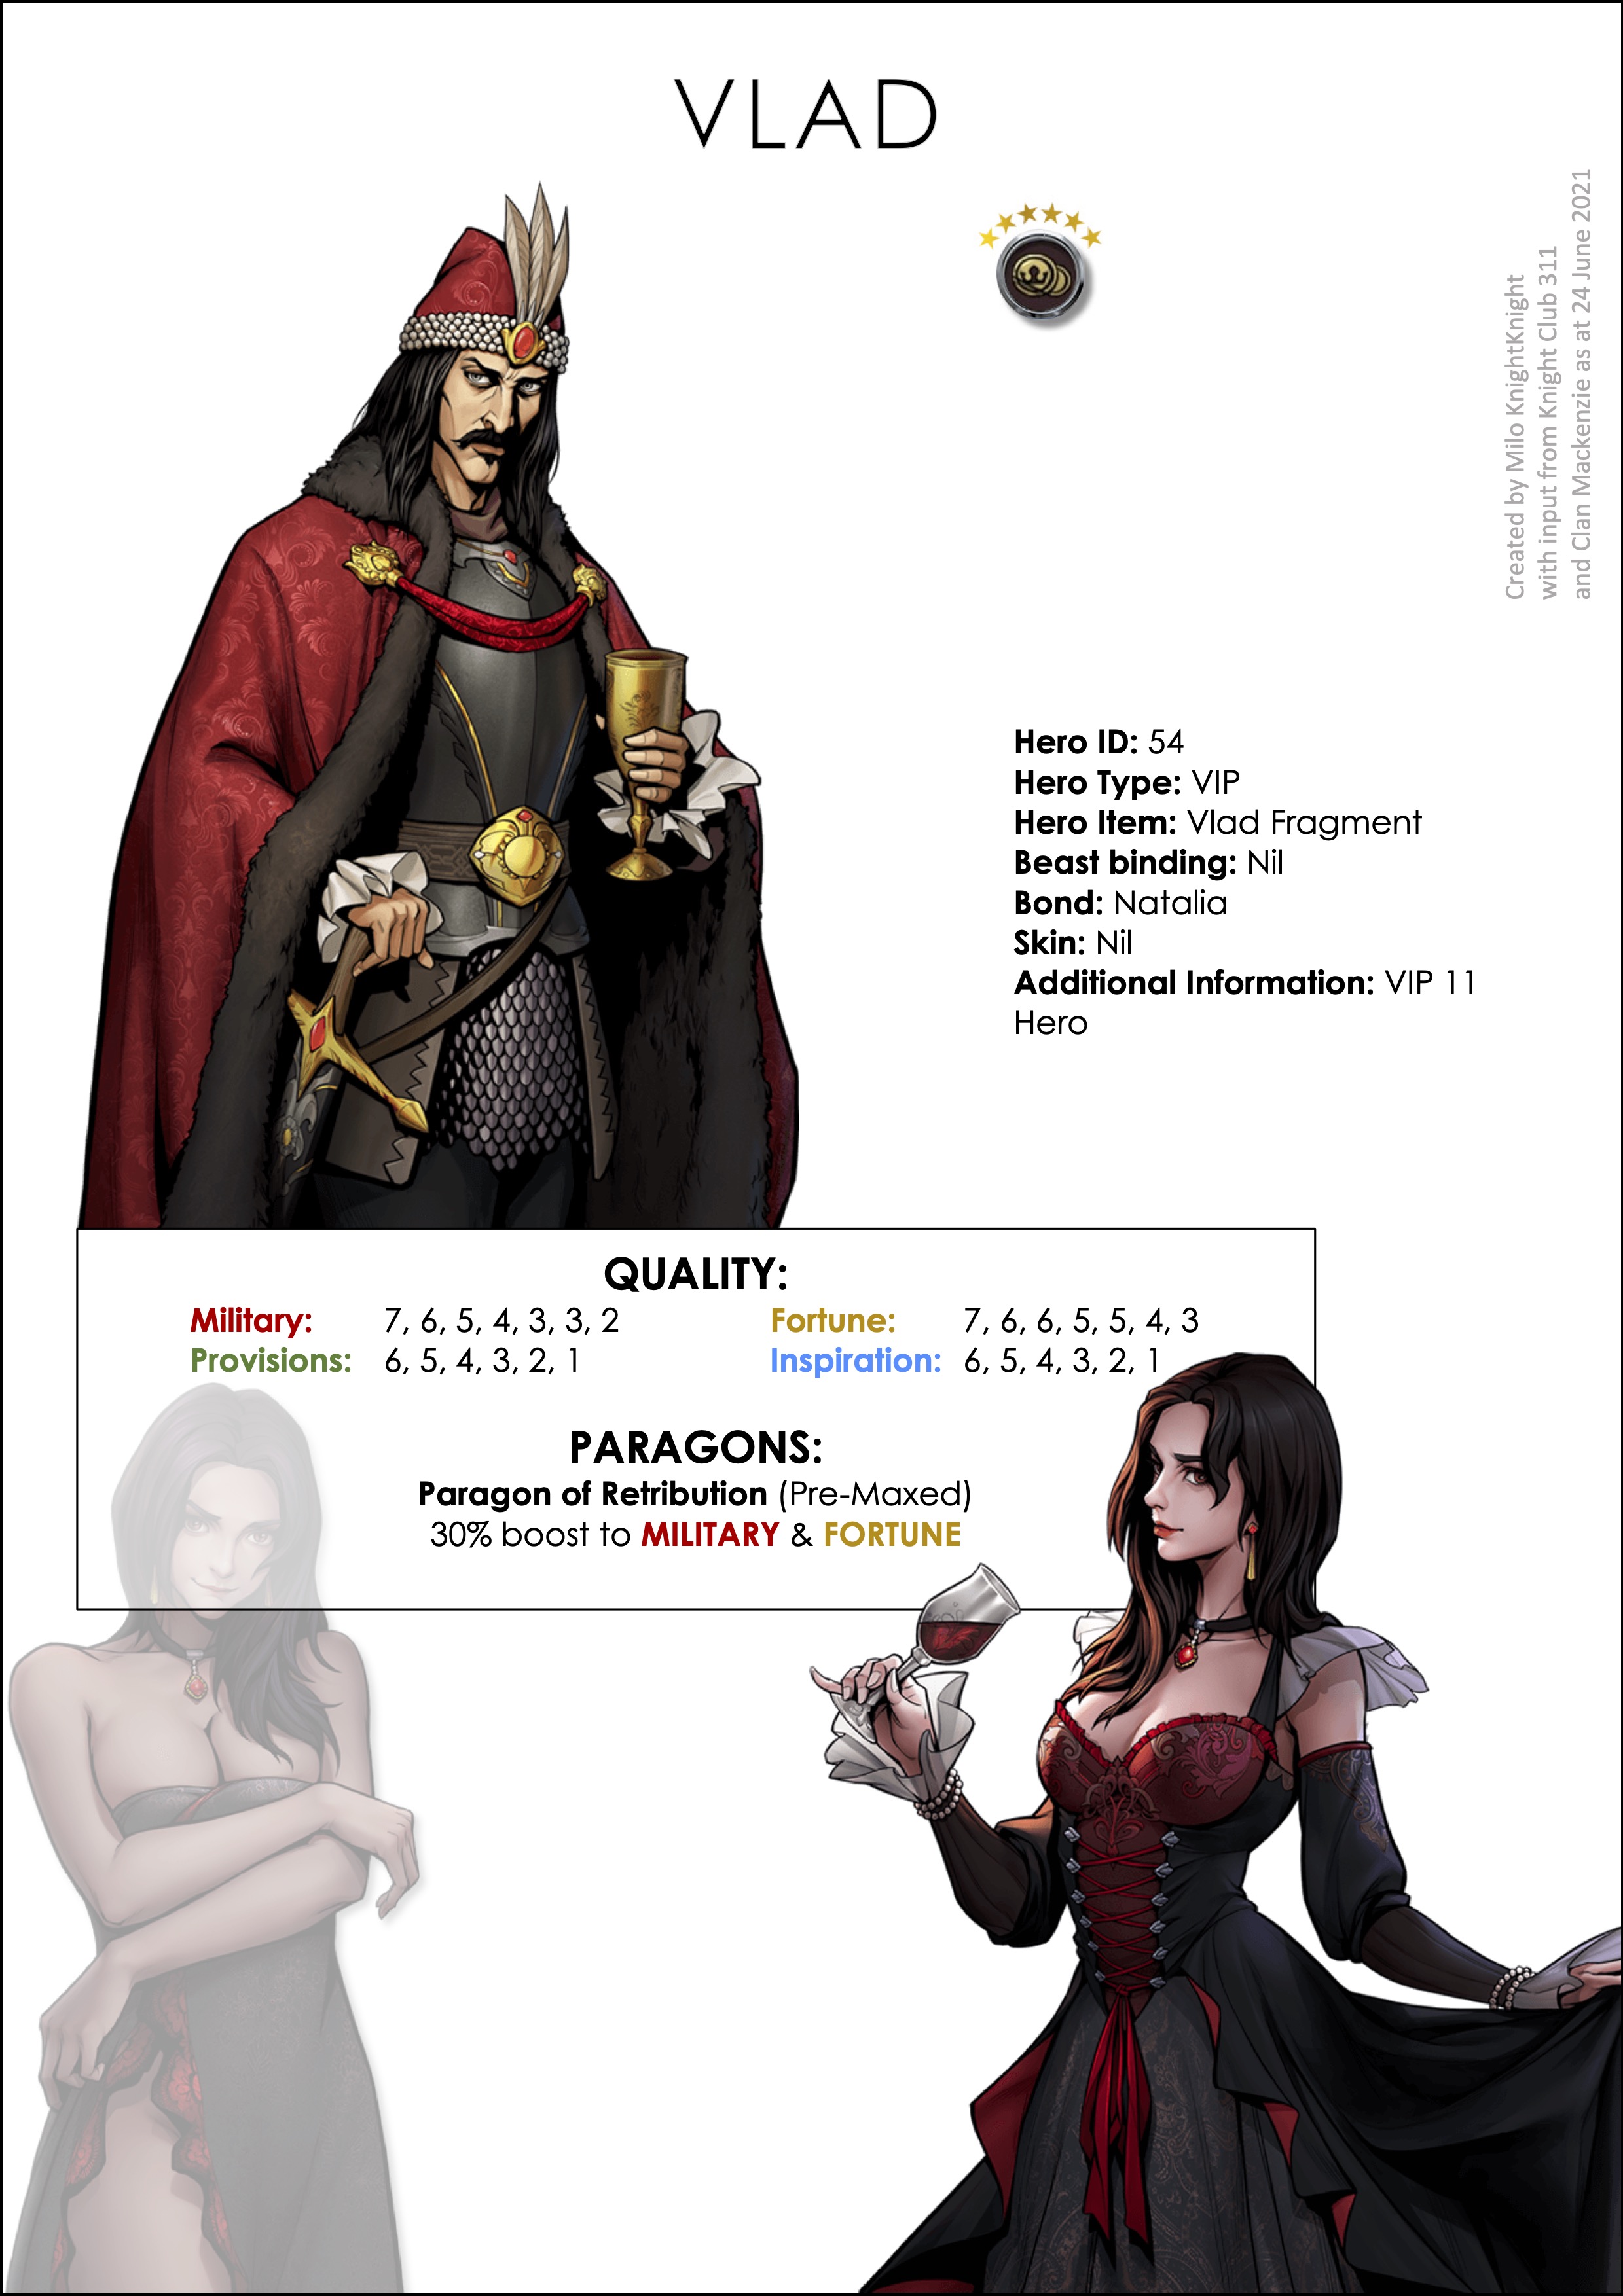 VLAD
Created by Milo KnightKnight
with input from Knight Club 311
and Clan Mackenzie as at 24 June 2021
Hero ID: 54
Hero Type: VIP
Hero Item: Vlad Fragment
Beast binding: Nil
Bond: Natalia
Skin: Nil
Additional Information: VIP 11
Hero
QUALITY:
Military: 7, 6, 5, 4, 3, 3, 2
Fortune: 7, 6, 6, 5, 5, 4, 3
Provisions: 6, 5, 4, 3, 2, 1
Inspiration: 6, 5, 4, 3, 2, 1
PARAGONS:
Paragon of Retribution (Pre-Maxed)
30% boost to MILITARY & FORTUNE